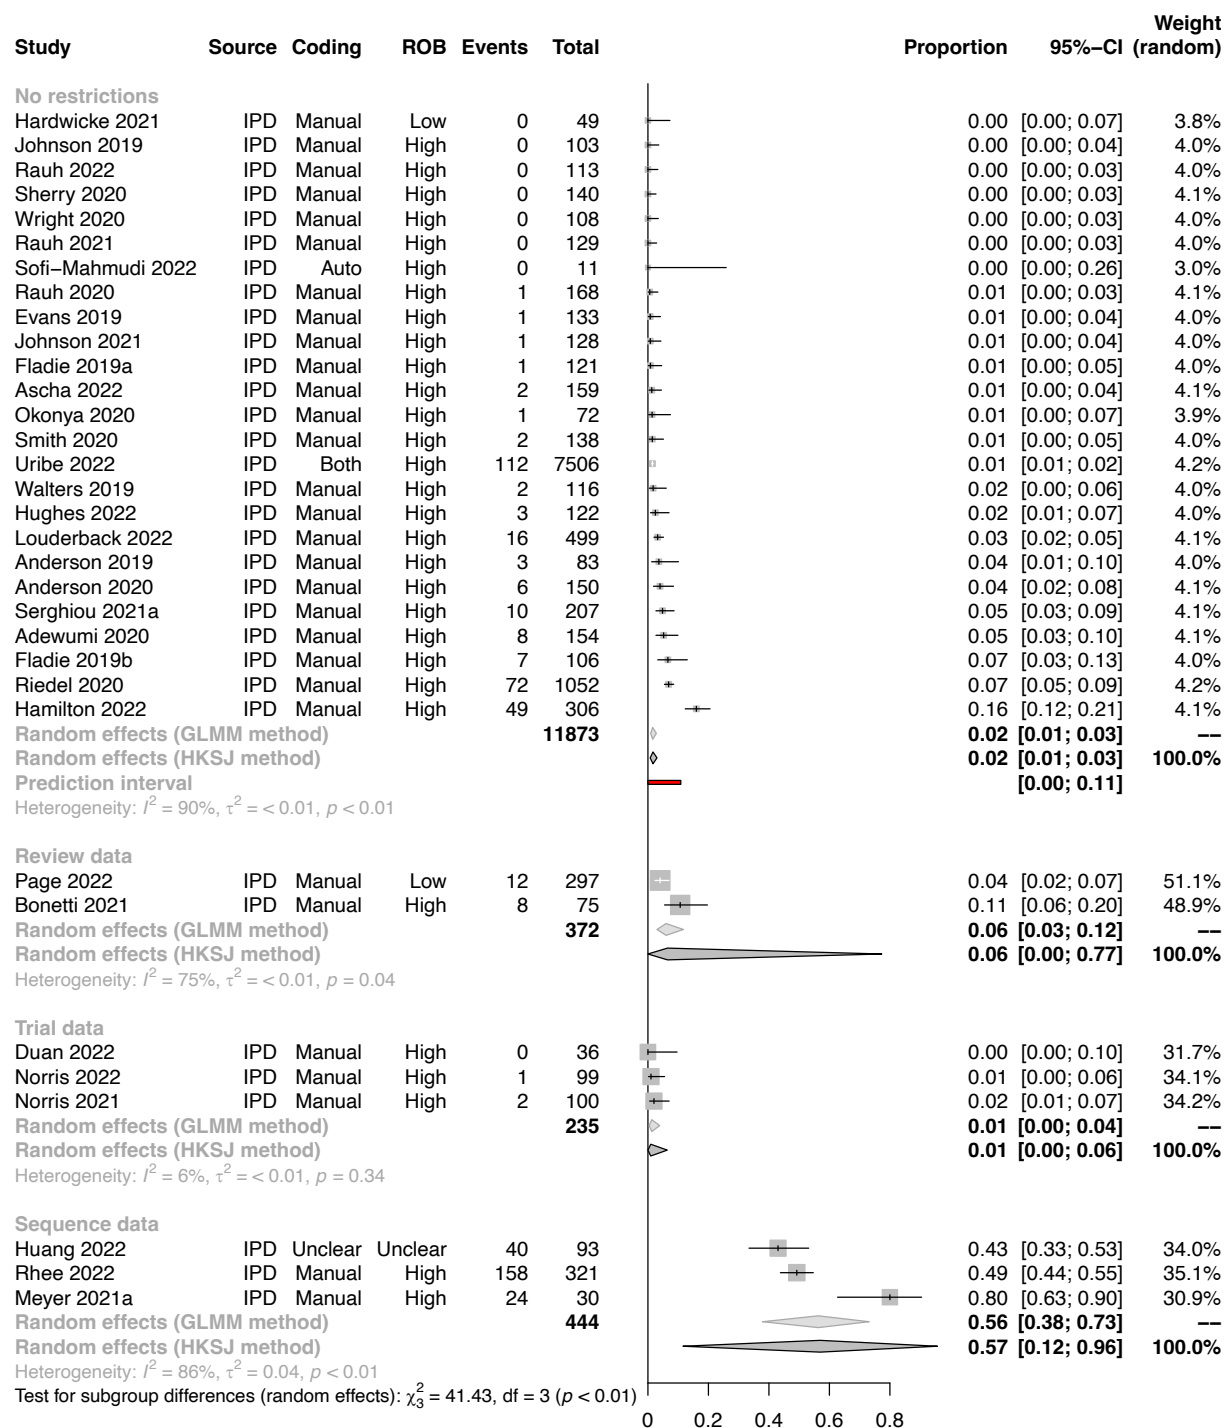 Weight
Study Source Coding ROB Events Total Proportion 95%−CI (random)
No restrictions
Hardwicke 2021 IPD Manual Low 0 49 0.00 [0.00; 0.07] 3.8%
Johnson 2019 IPD Manual High 0 103 0.00 [0.00; 0.04] 4.0%
Rauh 2022 IPD Manual High 0 113 0.00 [0.00; 0.03] 4.0%
Sherry 2020 IPD Manual High 0 140 0.00 [0.00; 0.03] 4.1%
Wright 2020 IPD Manual High 0 108 0.00 [0.00; 0.03] 4.0%
Rauh 2021 IPD Manual High 0 129 0.00 [0.00; 0.03] 4.0%
Sofi−Mahmudi 2022 IPD Auto High 0 11 0.00 [0.00; 0.26] 3.0%
Rauh 2020 IPD Manual High 1 168 0.01 [0.00; 0.03] 4.1%
Evans 2019 IPD Manual High 1 133 0.01 [0.00; 0.04] 4.0%
Johnson 2021 IPD Manual High 1 128 0.01 [0.00; 0.04] 4.0%
Fladie 2019a IPD Manual High 1 121 0.01 [0.00; 0.05] 4.0%
Ascha 2022 IPD Manual High 2 159 0.01 [0.00; 0.04] 4.1%
Okonya 2020 IPD Manual High 1 72 0.01 [0.00; 0.07] 3.9%
Smith 2020 IPD Manual High 2 138 0.01 [0.00; 0.05] 4.0%
Uribe 2022 IPD Both High 112 7506 0.01 [0.01; 0.02] 4.2%
Walters 2019 IPD Manual High 2 116 0.02 [0.00; 0.06] 4.0%
Hughes 2022 IPD Manual High 3 122 0.02 [0.01; 0.07] 4.0%
Louderback 2022 IPD Manual High 16 499 0.03 [0.02; 0.05] 4.1%
Anderson 2019 IPD Manual High 3 83 0.04 [0.01; 0.10] 4.0%
Anderson 2020 IPD Manual High 6 150 0.04 [0.02; 0.08] 4.1%
Serghiou 2021a IPD Manual High 10 207 0.05 [0.03; 0.09] 4.1%
Adewumi 2020 IPD Manual High 8 154 0.05 [0.03; 0.10] 4.1%
Fladie 2019b IPD Manual High 7 106 0.07 [0.03; 0.13] 4.0%
Riedel 2020 IPD Manual High 72 1052 0.07 [0.05; 0.09] 4.2%
Hamilton 2022 IPD Manual High 49 306 0.16 [0.12; 0.21] 4.1%
Random effects (GLMM method) 11873 0.02 [0.01; 0.03] −−
Random effects (HKSJ method) 0.02 [0.01; 0.03] 100.0%
Prediction interval [0.00; 0.11]
Heterogeneity: I² = 90%, τ² = < 0.01, p < 0.01
Review data
Page 2022 IPD Manual Low 12 297 0.04 [0.02; 0.07] 51.1%
Bonetti 2021 IPD Manual High 8 75 0.11 [0.06; 0.20] 48.9%
Random effects (GLMM method) 372 0.06 [0.03; 0.12] −−
Random effects (HKSJ method) 0.06 [0.00; 0.77] 100.0%
Heterogeneity: I² = 75%, τ² = < 0.01, p = 0.04
Trial data
Duan 2022 IPD Manual High 0 36 0.00 [0.00; 0.10] 31.7%
Norris 2022 IPD Manual High 1 99 0.01 [0.00; 0.06] 34.1%
Norris 2021 IPD Manual High 2 100 0.02 [0.01; 0.07] 34.2%
Random effects (GLMM method) 235 0.01 [0.00; 0.04] −−
Random effects (HKSJ method) 0.01 [0.00; 0.06] 100.0%
Heterogeneity: I² = 6%, τ² = < 0.01, p = 0.34
Sequence data
Huang 2022 IPD Unclear Unclear 40 93 0.43 [0.33; 0.53] 34.0%
Rhee 2022 IPD Manual High 158 321 0.49 [0.44; 0.55] 35.1%
Meyer 2021a IPD Manual High 24 30 0.80 [0.63; 0.90] 30.9%
Random effects (GLMM method) 444 0.56 [0.38; 0.73] −−
Random effects (HKSJ method) 0.57 [0.12; 0.96] 100.0%
Heterogeneity: I² = 86%, τ² = 0.04, p < 0.01
Test for subgroup differences (random effects): χ²₃ = 41.43, df = 3 (p < 0.01)
0 0.2 0.4 0.6 0.8